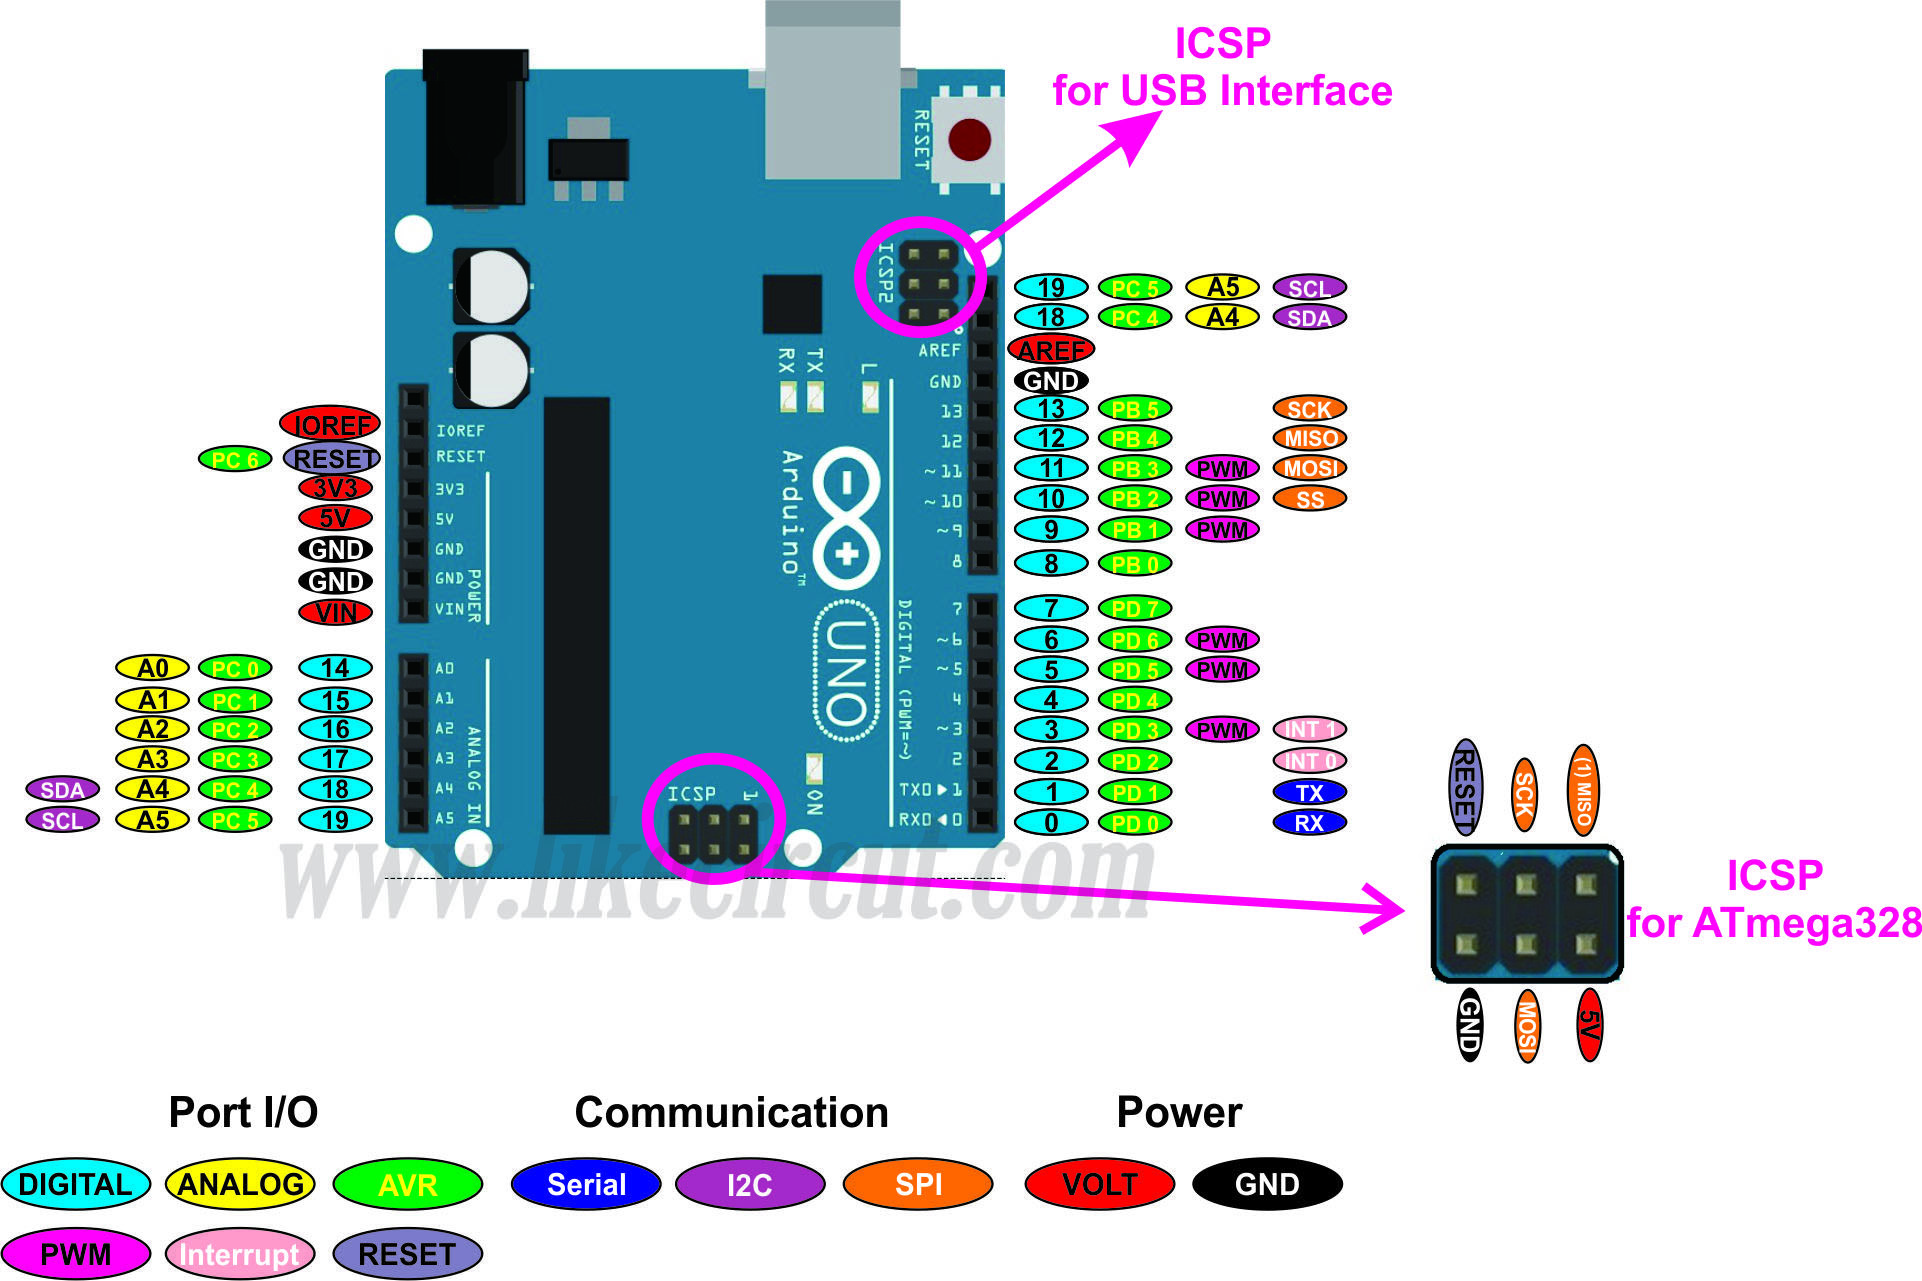 ICSP
for USB Interface
RESET
ICSP2
19 PC 5 A5 SCL
18 PC 4 A4 SDA
AREF AREF
GND GND
13 13 PB 5 SCK
12 12 PB 4 MISO
~11 11 PB 3 PWM MOSI
~10 10 PB 2 PWM SS
~9 9 PB 1 PWM
8 8 PB 0
7 7 PD 7
~6 6 PD 6 PWM
~5 5 PD 5 PWM
4 4 PD 4
~3 3 PD 3 PWM INT 1
2 2 PD 2 INT 0
TX0 ▶ 1 1 PD 1 TX
RX0 ◀ 0 0 PD 0 RX
RX TX L
Arduino™
UNO
DIGITAL (PWM=~)
IOREF IOREF
PC 6 RESET RESET
3V3 3V3
5V 5V
GND GND
GND GND
VIN VIN
POWER
A0 PC 0 14 A0
A1 PC 1 15 A1
A2 PC 2 16 A2
A3 PC 3 17 A3
SDA A4 PC 4 18 A4
SCL A5 PC 5 19 A5
ANALOG IN
ICSP 1
ON
www.likeecircut.com
RESET SCK (1) MISO
ICSP
for ATmega328
GND MOSI 5V
Port I/O Communication Power
DIGITAL ANALOG AVR Serial I2C SPI VOLT GND
PWM Interrupt RESET